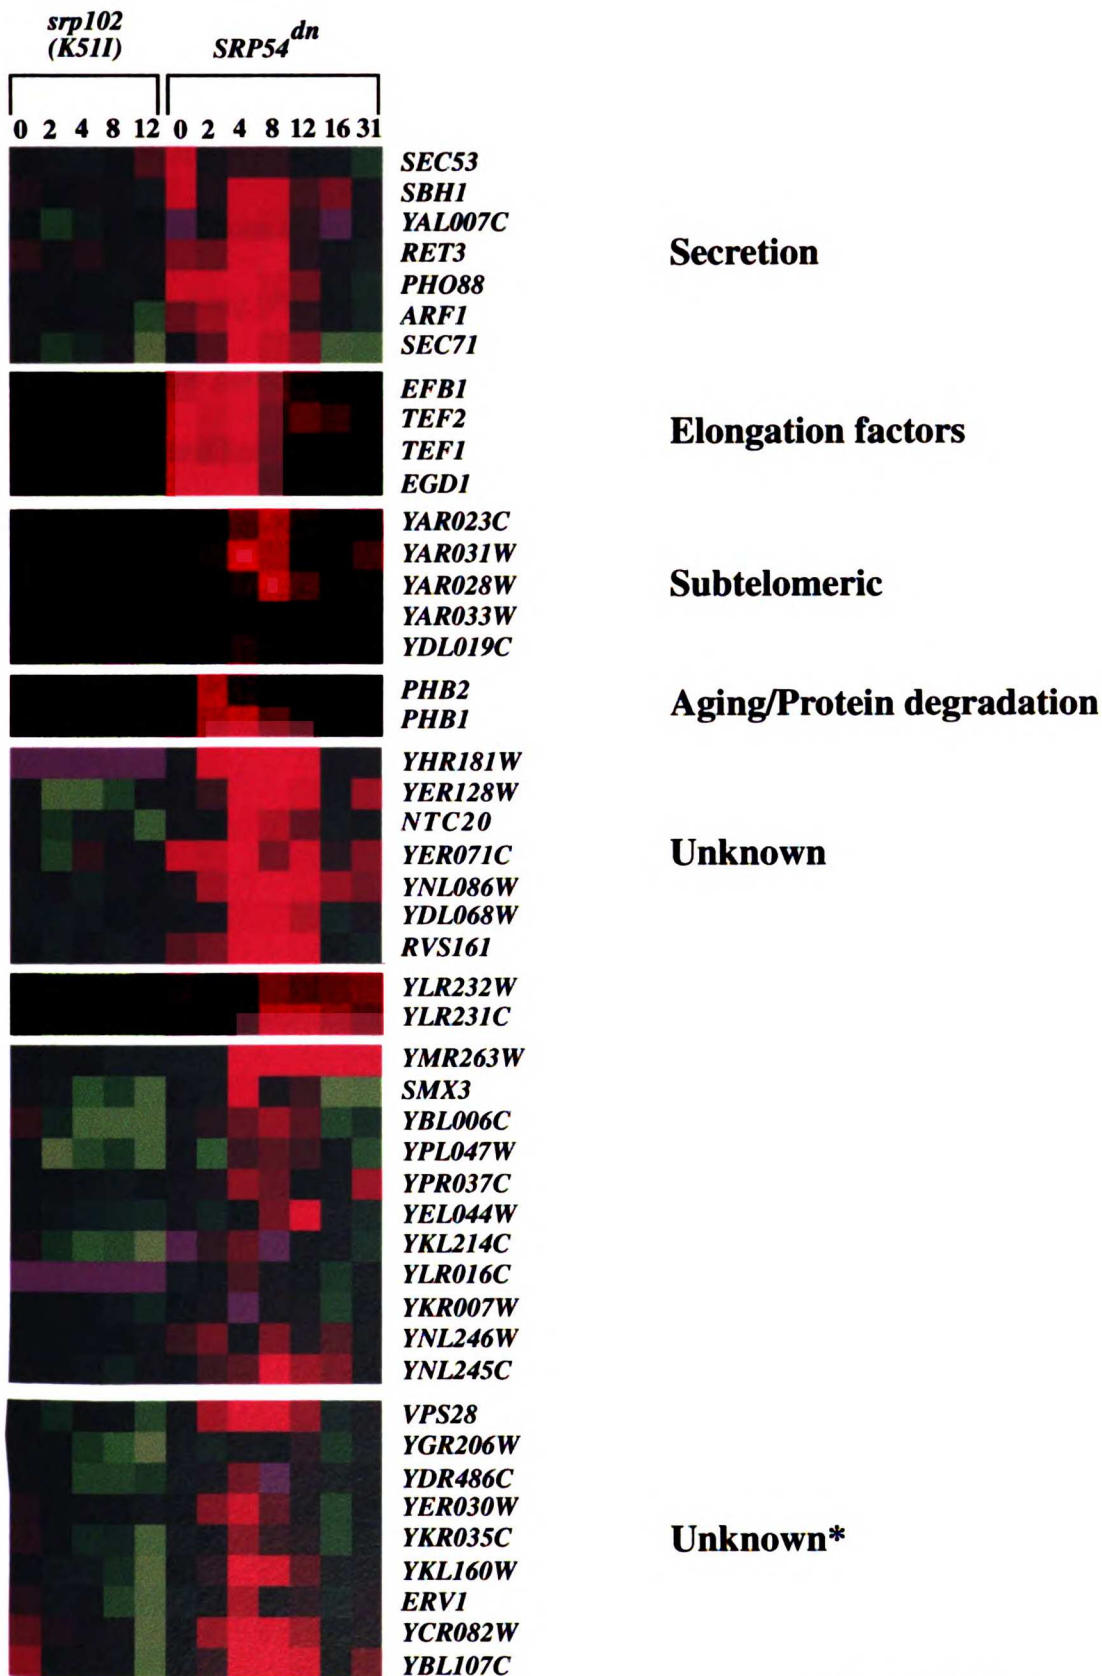 srp102
(K51I)
SRP54 dn
0 2 4 8 12 0 2 4 8 12 16 31
SEC53
SBH1
YAL007C
RET3
PHO88
ARF1
SEC71
Secretion
EFB1
TEF2
TEF1
EGD1
Elongation factors
YAR023C
YAR031W
YAR028W
YAR033W
YDL019C
Subtelomeric
PHB2
PHB1
Aging/Protein degradation
YHR181W
YER128W
NTC20
YER071C
YNL086W
YDL068W
RVS161
Unknown
YLR232W
YLR231C
YMR263W
SMX3
YBL006C
YPL047W
YPR037C
YEL044W
YKL214C
YLR016C
YKR007W
YNL246W
YNL245C
VPS28
YGR206W
YDR486C
YER030W
YKR035C
YKL160W
ERV1
YCR082W
YBL107C
Unknown*